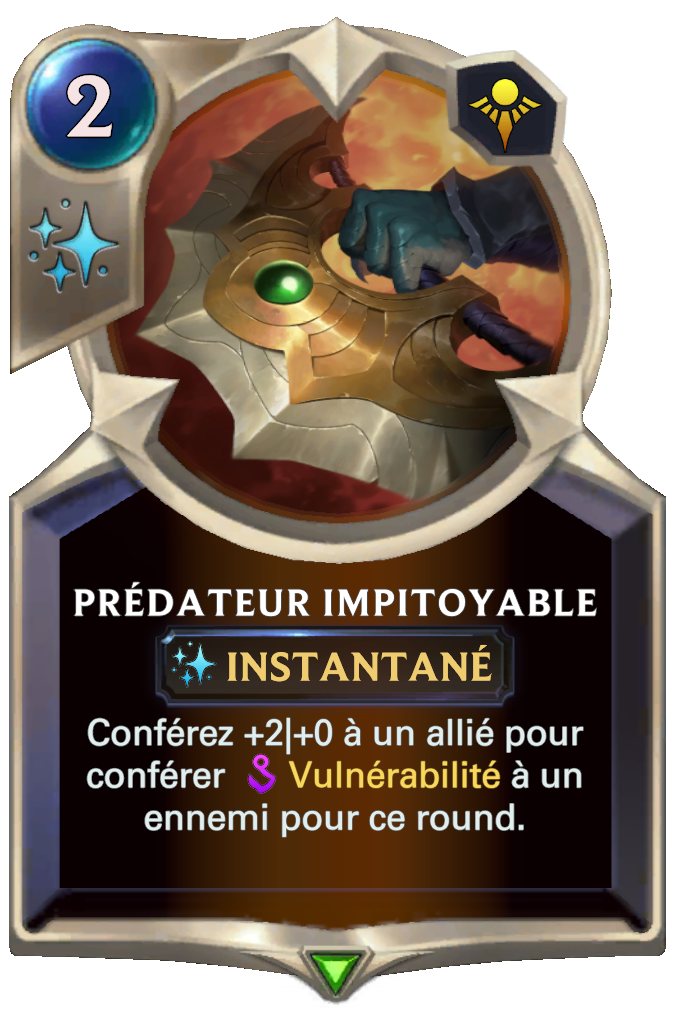 2
PRÉDATEUR IMPITOYABLE
INSTANTANÉ
Conférez +2|+0 à un allié pour
conférer Vulnérabilité à un
ennemi pour ce round.